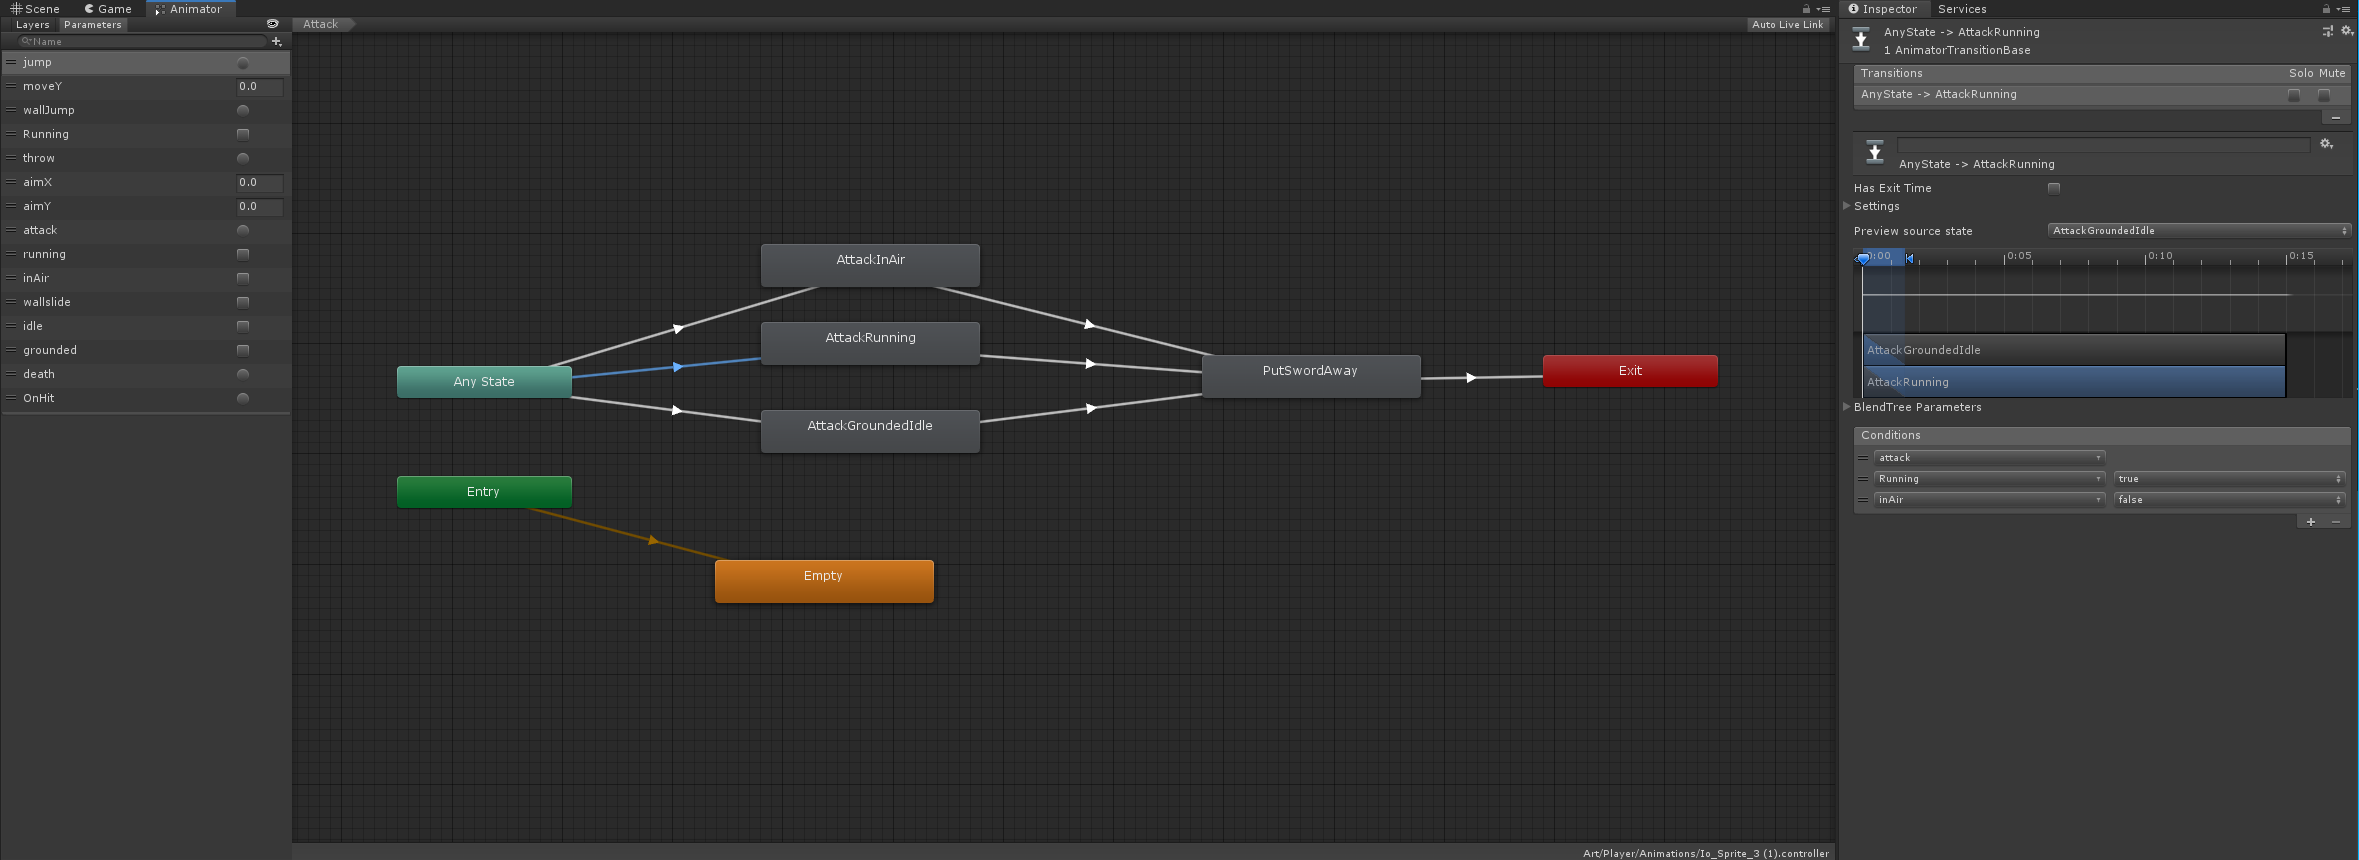 Scene Game Animator
Layers Parameters
Name
jump
moveY 0.0
wallJump
Running
throw
aimX 0.0
aimY 0.0
attack
running
inAir
wallslide
idle
grounded
death
OnHit
Attack
Auto Live Link
AttackInAir
AttackRunning
Any State
AttackGroundedIdle
PutSwordAway
Exit
Entry
Empty
Art/Player/Animations/Io_Sprite_3 (1).controller
Inspector Services
AnyState -> AttackRunning
1 AnimatorTransitionBase
Transitions Solo Mute
AnyState -> AttackRunning
AnyState -> AttackRunning
Has Exit Time
Settings
Preview source state AttackGroundedIdle
0:00 0:05 0:10 0:15
AttackGroundedIdle
AttackRunning
BlendTree Parameters
Conditions
attack
Running true
inAir false